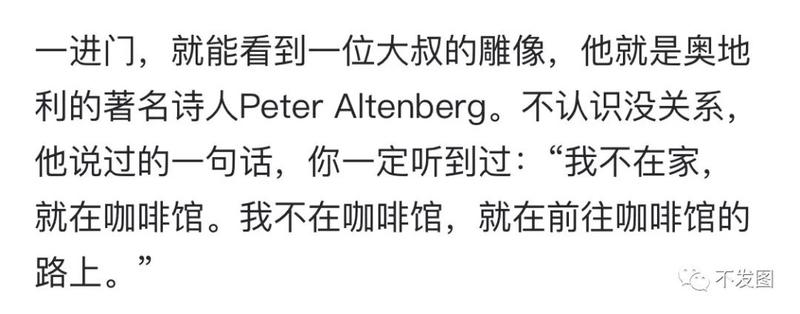 一进门，就能看到一位大叔的雕像，他就是奥地
利的著名诗人Peter Altenberg。不认识没关系，
他说过的一句话，你一定听到过：“我不在家，
就在咖啡馆。我不在咖啡馆，就在前往咖啡馆的
路上。”
不发图